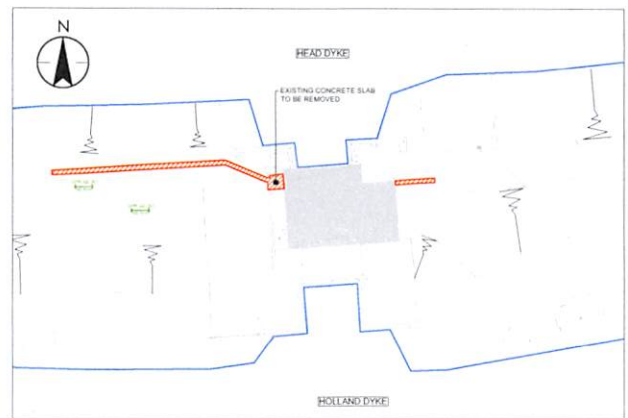 N
HEAD DYKE
EXISTING CONCRETE SLAB
TO BE REMOVED
HOLLAND DYKE